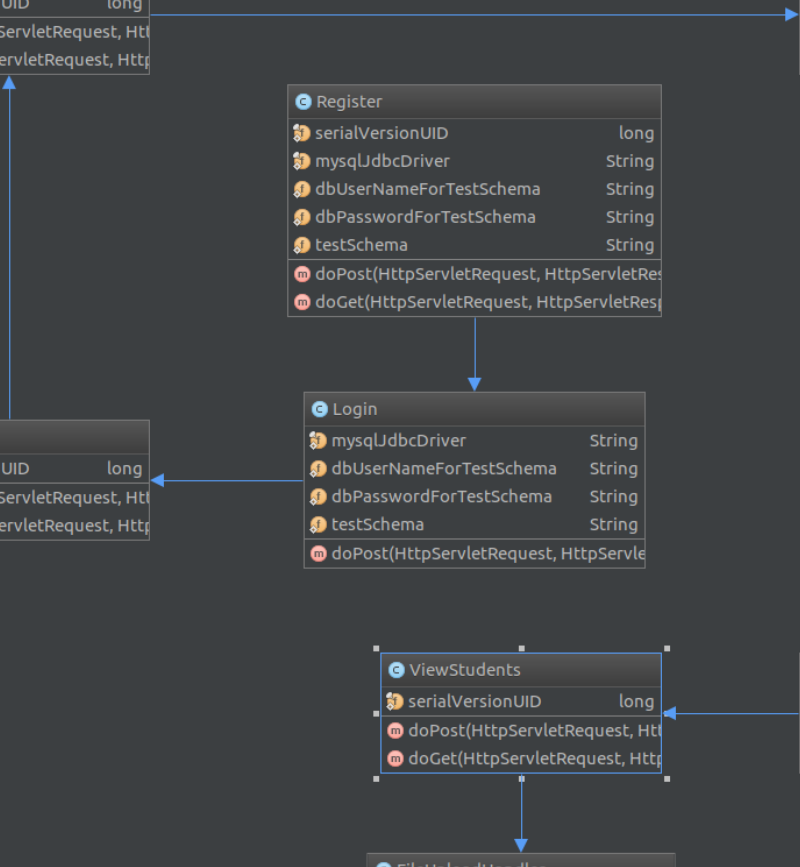 UID long
ServletRequest, Htt
ervletRequest, Http
Register
serialVersionUID long
mysqlJdbcDriver String
dbUserNameForTestSchema String
dbPasswordForTestSchema String
testSchema String
doPost(HttpServletRequest, HttpServletRes
doGet(HttpServletRequest, HttpServletResp
Login
mysqlJdbcDriver String
dbUserNameForTestSchema String
dbPasswordForTestSchema String
testSchema String
doPost(HttpServletRequest, HttpServle
UID long
ServletRequest, Htt
ervletRequest, Http
ViewStudents
serialVersionUID long
doPost(HttpServletRequest, Htt
doGet(HttpServletRequest, Http